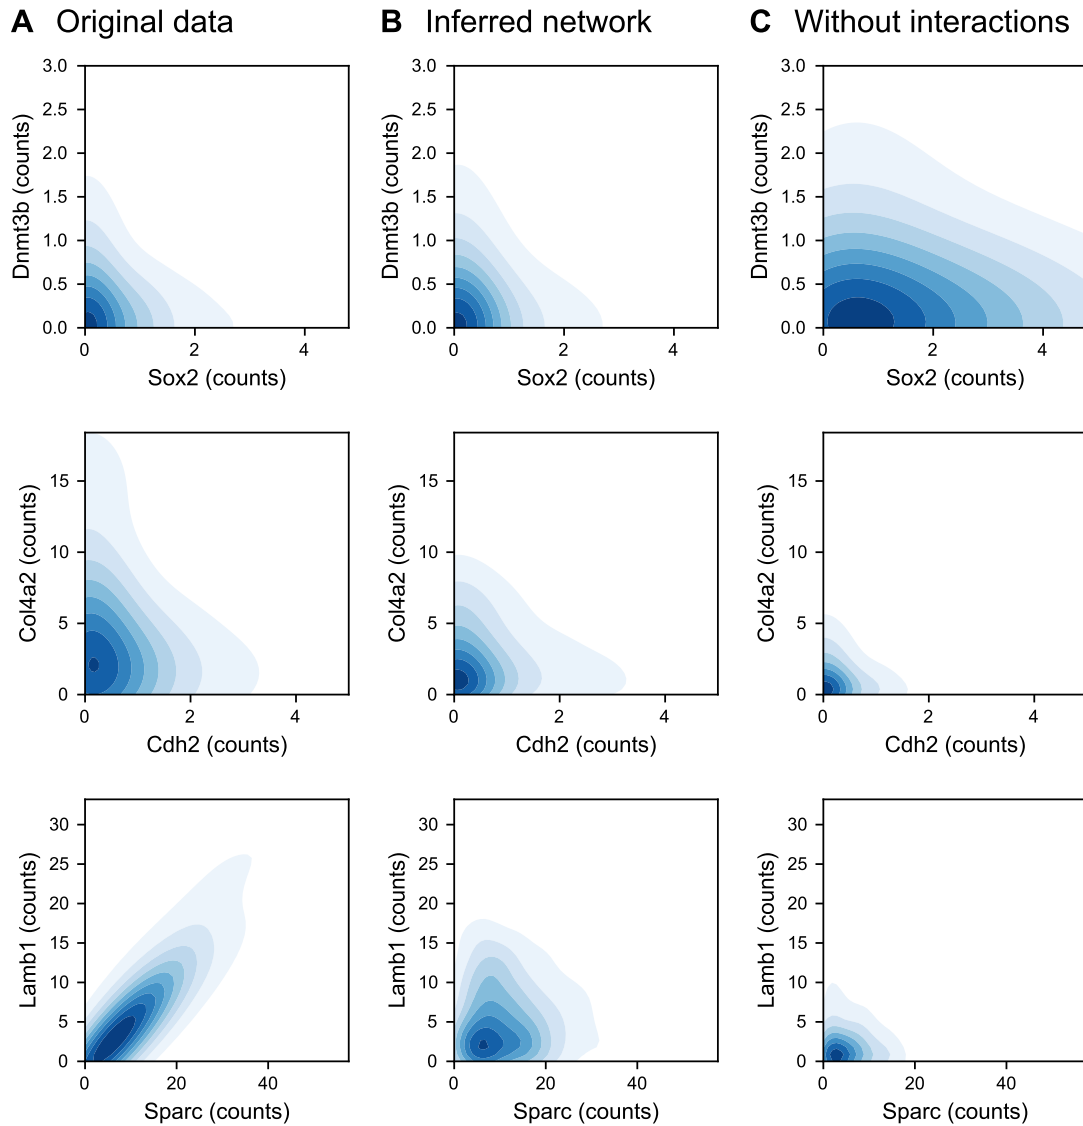 A Original data
B Inferred network
C Without interactions
3.0
2.5
2.0
1.5
1.0
0.5
0.0
Dnmt3b (counts)
0 2 4
Sox2 (counts)
3.0
2.5
2.0
1.5
1.0
0.5
0.0
Dnmt3b (counts)
0 2 4
Sox2 (counts)
3.0
2.5
2.0
1.5
1.0
0.5
0.0
Dnmt3b (counts)
0 2 4
Sox2 (counts)
15
10
5
0
Col4a2 (counts)
0 2 4
Cdh2 (counts)
15
10
5
0
Col4a2 (counts)
0 2 4
Cdh2 (counts)
15
10
5
0
Col4a2 (counts)
0 2 4
Cdh2 (counts)
30
25
20
15
10
5
0
Lamb1 (counts)
0 20 40
Sparc (counts)
30
25
20
15
10
5
0
Lamb1 (counts)
0 20 40
Sparc (counts)
30
25
20
15
10
5
0
Lamb1 (counts)
0 20 40
Sparc (counts)